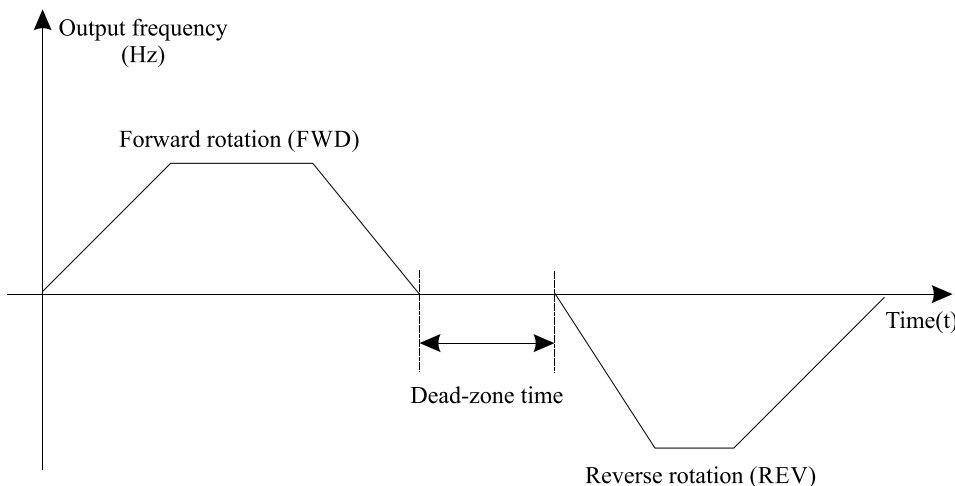 Output frequency
(Hz)
Forward rotation (FWD)
Time(t)
Dead-zone time
Reverse rotation (REV)